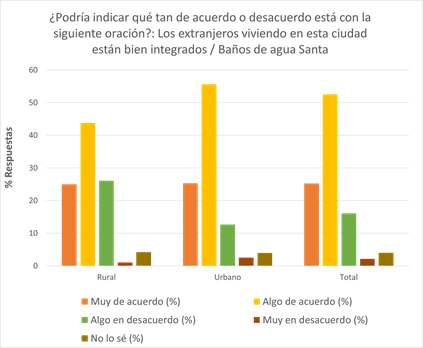 ¿Podría indicar qué tan de acuerdo o desacuerdo está con la
siguiente oración?: Los extranjeros viviendo en esta ciudad
están bien integrados / Baños de agua Santa
% Respuestas
60
50
40
30
20
10
0
Rural
Urbano
Total
Muy de acuerdo (%)
Algo de acuerdo (%)
Algo en desacuerdo (%)
Muy en desacuerdo (%)
No lo sé (%)